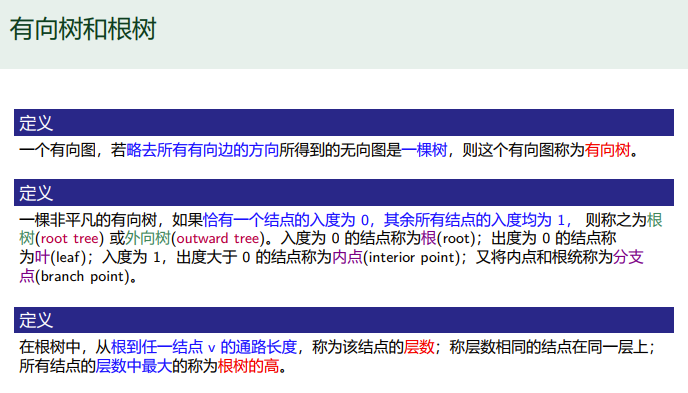 有向树和根树
定义
一个有向图，若略去所有有向边的方向所得到的无向图是一棵树，则这个有向图称为有向树。
定义
一棵非平凡的有向树，如果恰有一个结点的入度为 0，其余所有结点的入度均为 1， 则称之为根
树(root tree) 或外向树(outward tree)。入度为 0 的结点称为根(root)；出度为 0 的结点称
为叶(leaf)；入度为 1，出度大于 0 的结点称为内点(interior point)；又将内点和根统称为分支
点(branch point)。
定义
在根树中，从根到任一结点 v 的通路长度，称为该结点的层数；称层数相同的结点在同一层上；
所有结点的层数中最大的称为根树的高。